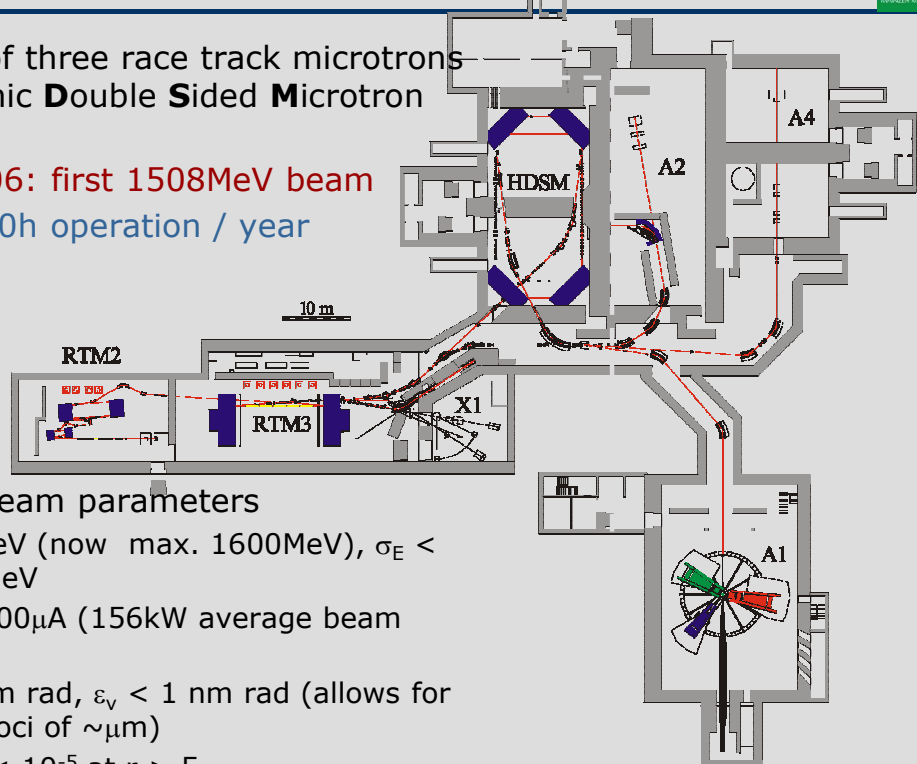 of three race track microtrons
nic Double Sided Microtron
06: first 1508MeV beam
0h operation / year
A4
A2
HDSM
10 m
RTM2
RTM3
X1
eam parameters
eV (now max. 1600MeV), σE <
eV
00μA (156kW average beam
A1
m rad, εv < 1 nm rad (allows for
oci of ~μm)